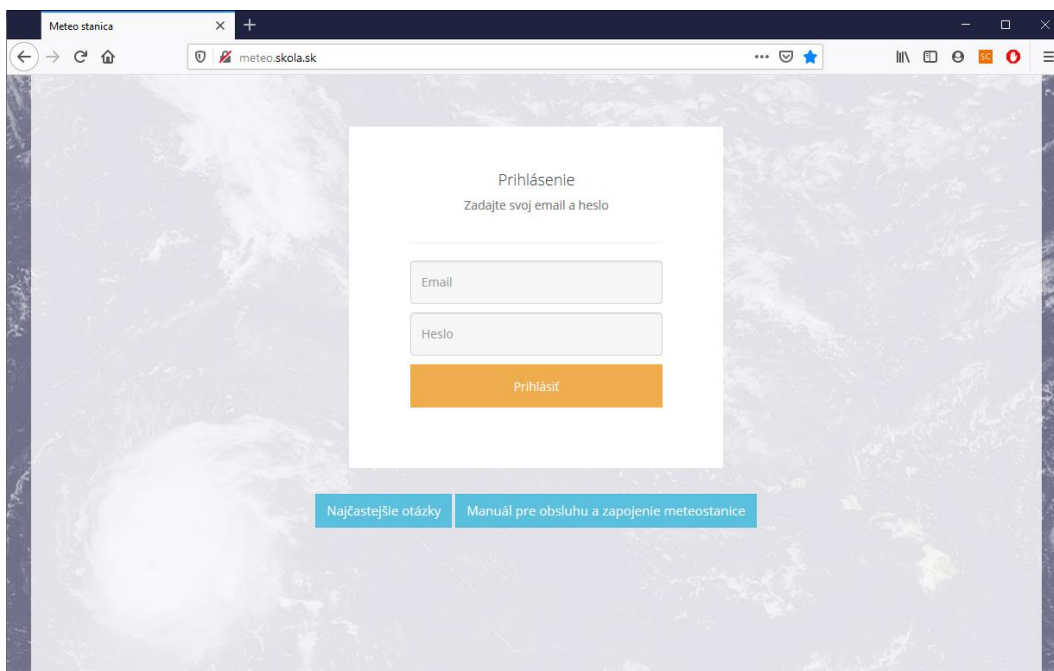 Meteo stanica
meteo.skola.sk
SC
Prihlásenie
Zadajte svoj email a heslo
Email
Heslo
Prihlásiť
Najčastejšie otázky
Manuál pre obsluhu a zapojenie meteostanice